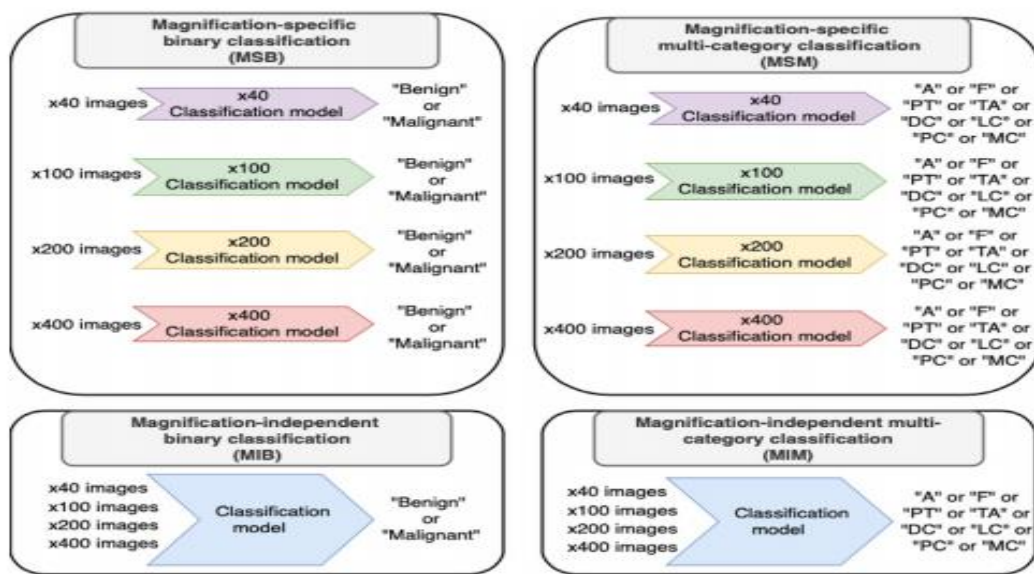 Magnification-specific
binary classification
(MSB)
x40 images
x40
Classification model
"Benign"
or
"Malignant"
x100 images
x100
Classification model
"Benign"
or
"Malignant"
x200 images
x200
Classification model
"Benign"
or
"Malignant"
x400 images
x400
Classification model
"Benign"
or
"Malignant"
Magnification-specific
multi-category classification
(MSM)
x40 images
x40
Classification model
"A" or "F" or
"PT" or "TA" or
"DC" or "LC" or
"PC" or "MC"
x100 images
x100
Classification model
"A" or "F" or
"PT" or "TA" or
"DC" or "LC" or
"PC" or "MC"
x200 images
x200
Classification model
"A" or "F" or
"PT" or "TA" or
"DC" or "LC" or
"PC" or "MC"
x400 images
x400
Classification model
"A" or "F" or
"PT" or "TA" or
"DC" or "LC" or
"PC" or "MC"
Magnification-independent
binary classification
(MIB)
x40 images
x100 images
x200 images
x400 images
Classification
model
"Benign"
or
"Malignant"
Magnification-independent multi-
category classification
(MIM)
x40 images
x100 images
x200 images
x400 images
Classification
model
"A" or "F" or
"PT" or "TA" or
"DC" or "LC" or
"PC" or "MC"